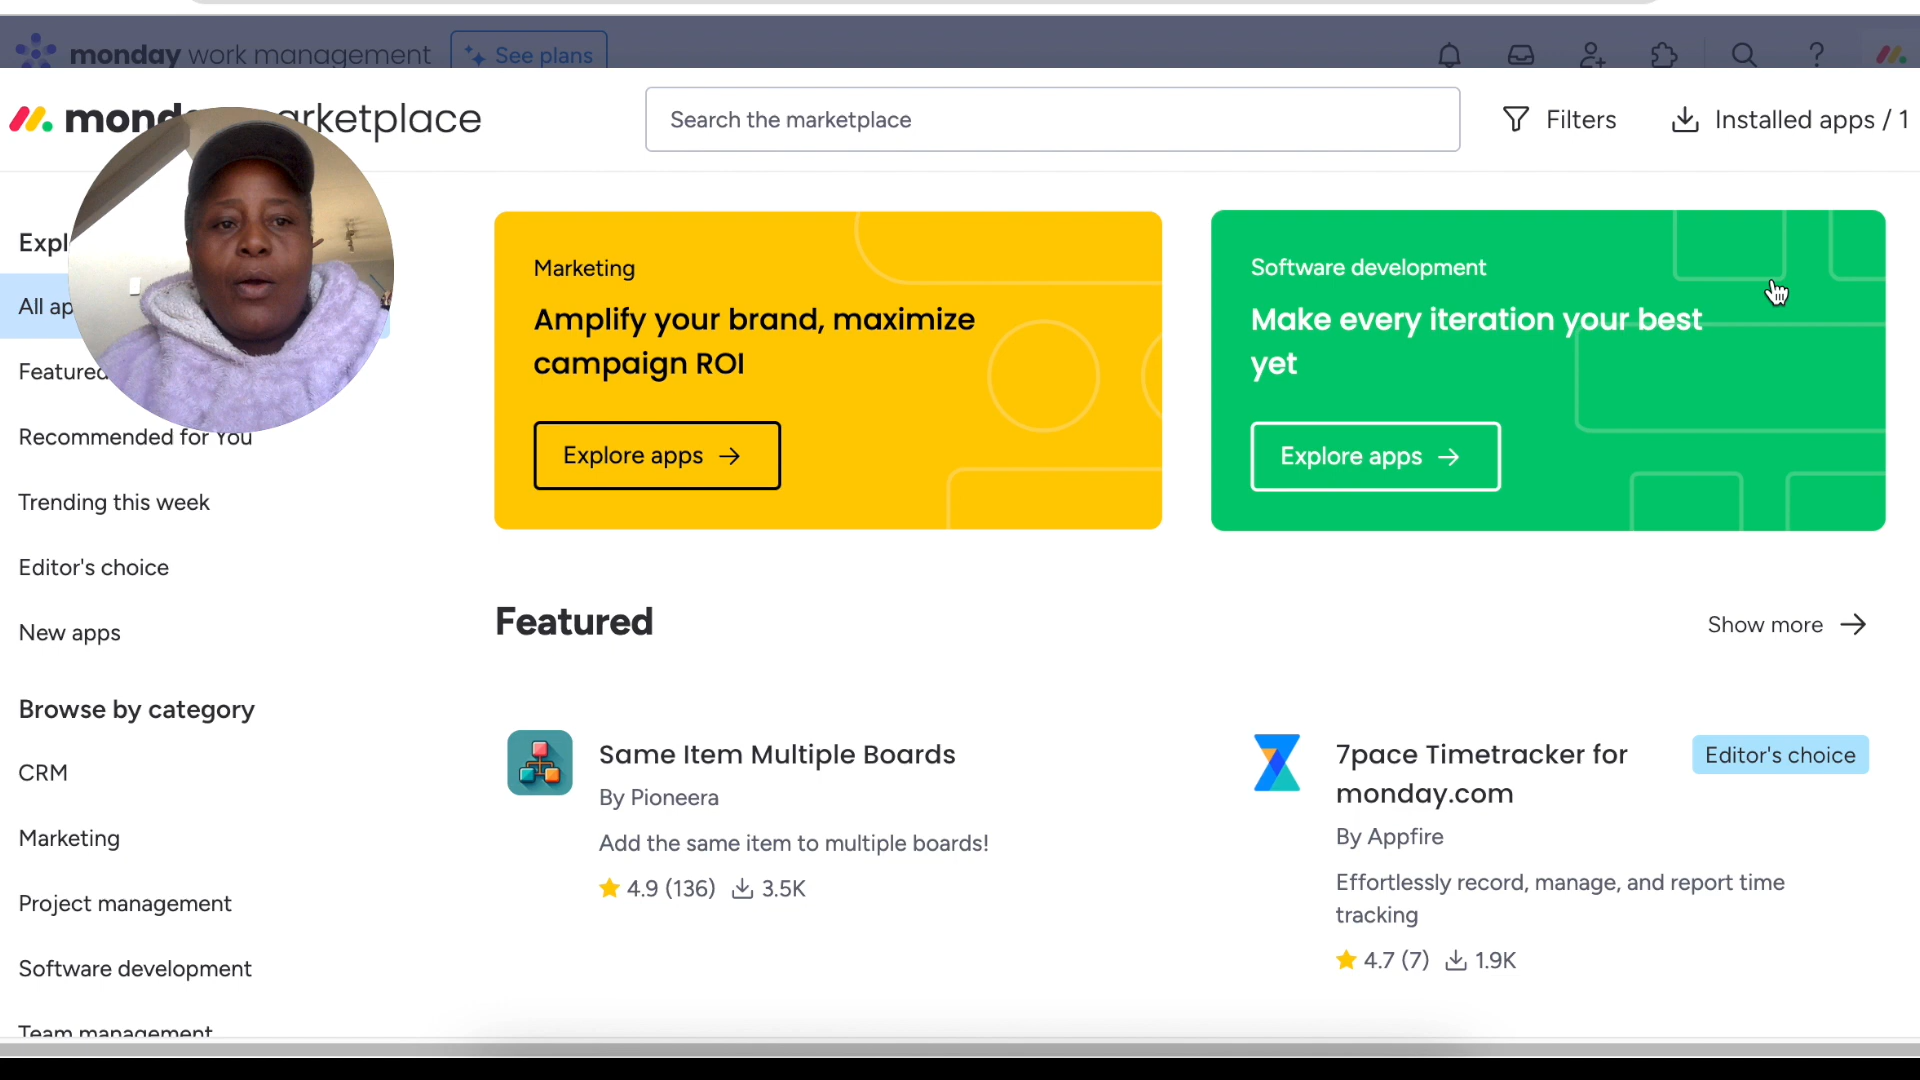 monday work management
See plans
marketplace
Search the marketplace
Filters
Installed apps / 1
All
Featured
Recommended for You
Trending this week
Editor's choice
New apps
Browse by category
CRM
Marketing
Project management
Software development
Team management
Marketing
Amplify your brand, maximize
campaign ROI
Explore apps
Software development
Make every iteration your best
yet
Explore apps
Featured
Show more
Same Item Multiple Boards
By Pioneera
Add the same item to multiple boards!
4.9 (136)
3.5K
7pace Timetracker for
monday.com
Editor's choice
By Appfire
Effortlessly record, manage, and report time
tracking
4.7 (7)
1.9K